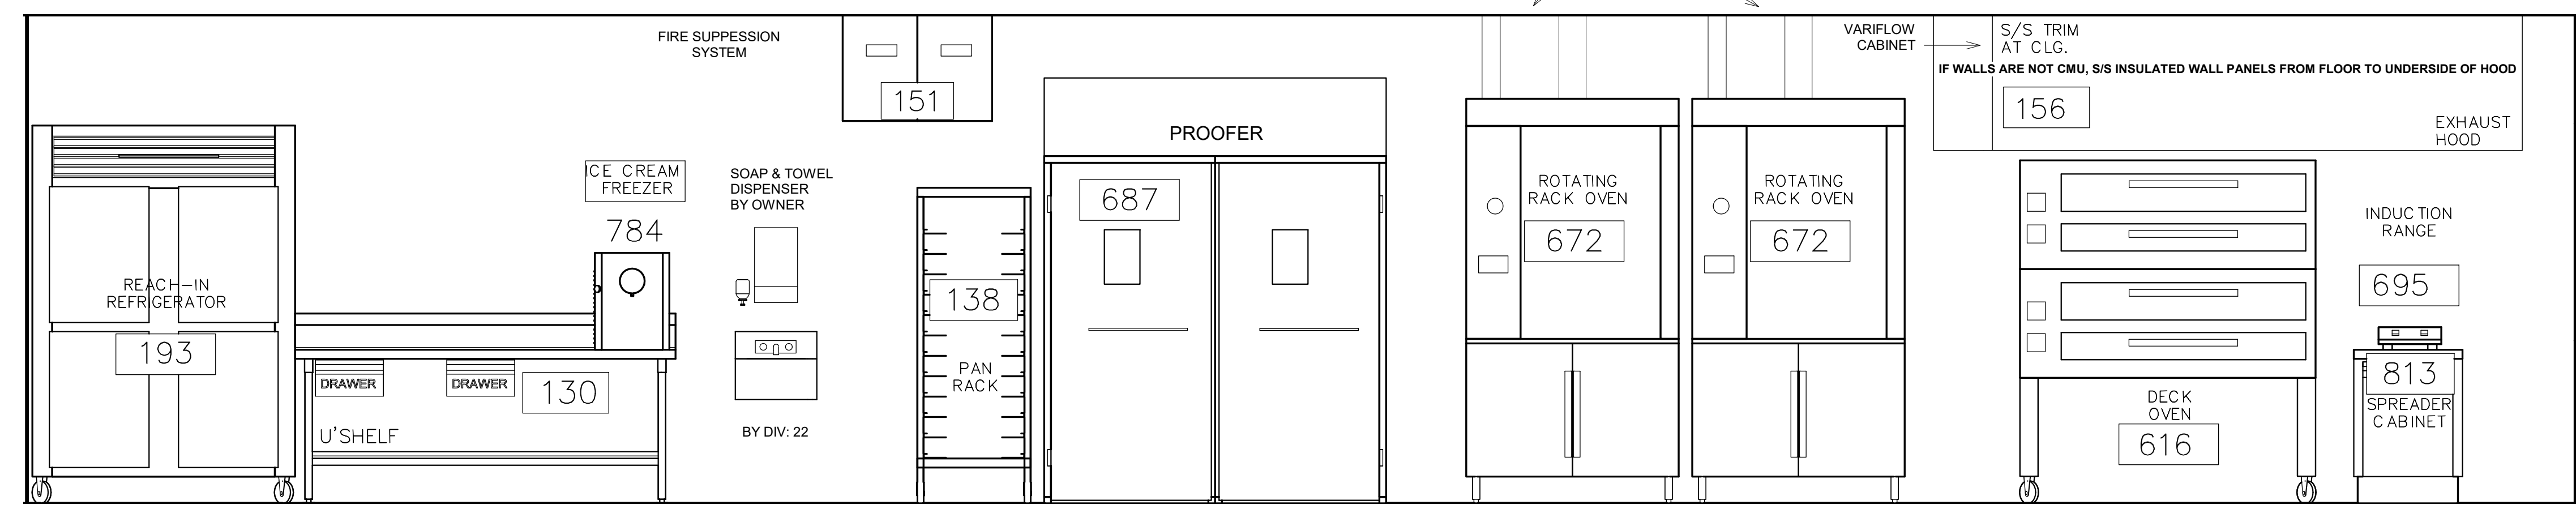 FIRE SUPPESSION
SYSTEM
151
REACH-IN
REFRIGERATOR
193
ICE CREAM
FREEZER
784
DRAWER
DRAWER
130
U'SHELF
SOAP & TOWEL
DISPENSER
BY OWNER
BY DIV: 22
138
PAN
RACK
PROOFER
687
ROTATING
RACK OVEN
672
ROTATING
RACK OVEN
672
VARIFLOW
CABINET
S/S TRIM
AT CLG.
IF WALLS ARE NOT CMU, S/S INSULATED WALL PANELS FROM FLOOR TO UNDERSIDE OF HOOD
156
EXHAUST
HOOD
DECK
OVEN
616
INDUCTION
RANGE
695
813
SPREADER
CABINET